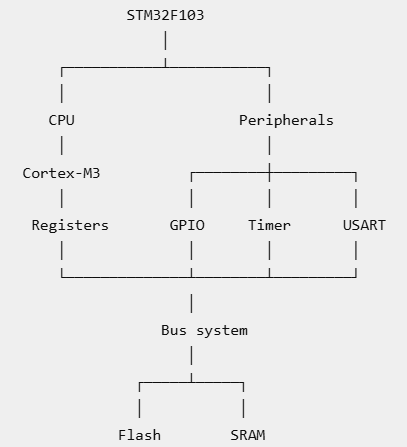 STM32F103
CPU Peripherals
Cortex-M3
Registers GPIO Timer USART
Bus system
Flash SRAM